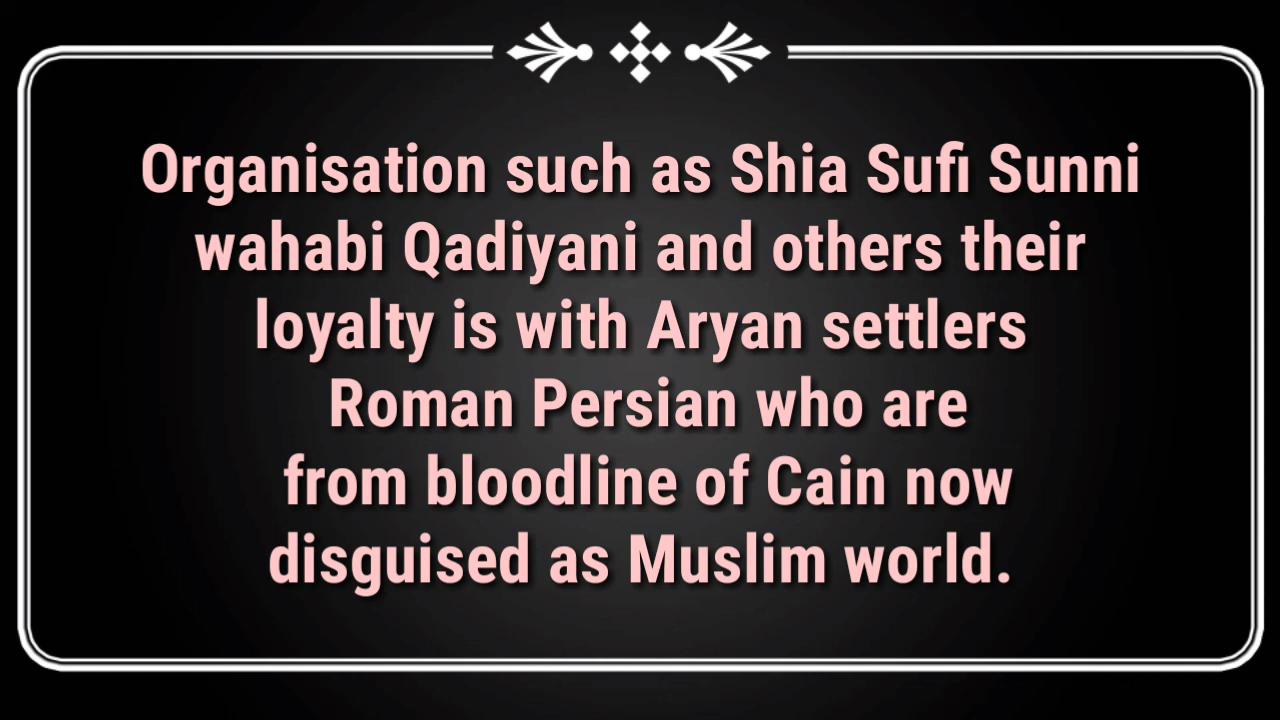 Organisation such as Shia Sufi Sunni
wahabi Qadiyani and others their
loyalty is with Aryan settlers
Roman Persian who are
from bloodline of Cain now
disguised as Muslim world.